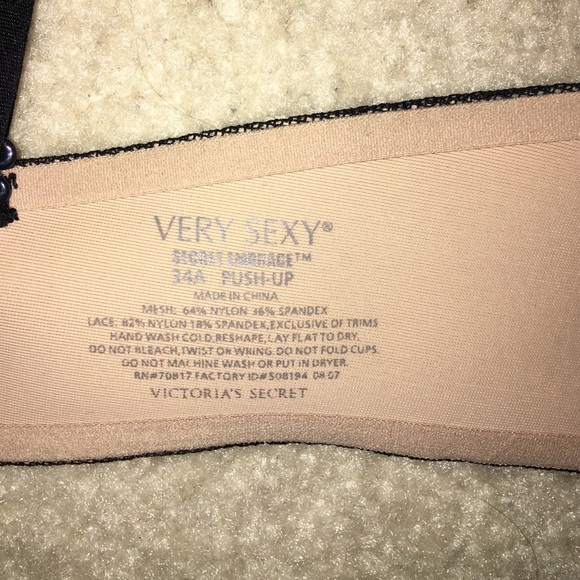 VERY SEXY®
SECRET EMBRACE™
34A PUSH-UP
MADE IN CHINA
MESH: 64% NYLON 36% SPANDEX
LACE: 82% NYLON 18% SPANDEX,EXCLUSIVE OF TRIMS
HAND WASH COLD,RESHAPE,LAY FLAT TO DRY.
DO NOT BLEACH,TWIST OR WRING. DO NOT FOLD CUPS.
DO NOT MACHINE WASH OR PUT IN DRYER.
RN#70817 FACTORY ID#508194 08 07
VICTORIA'S SECRET